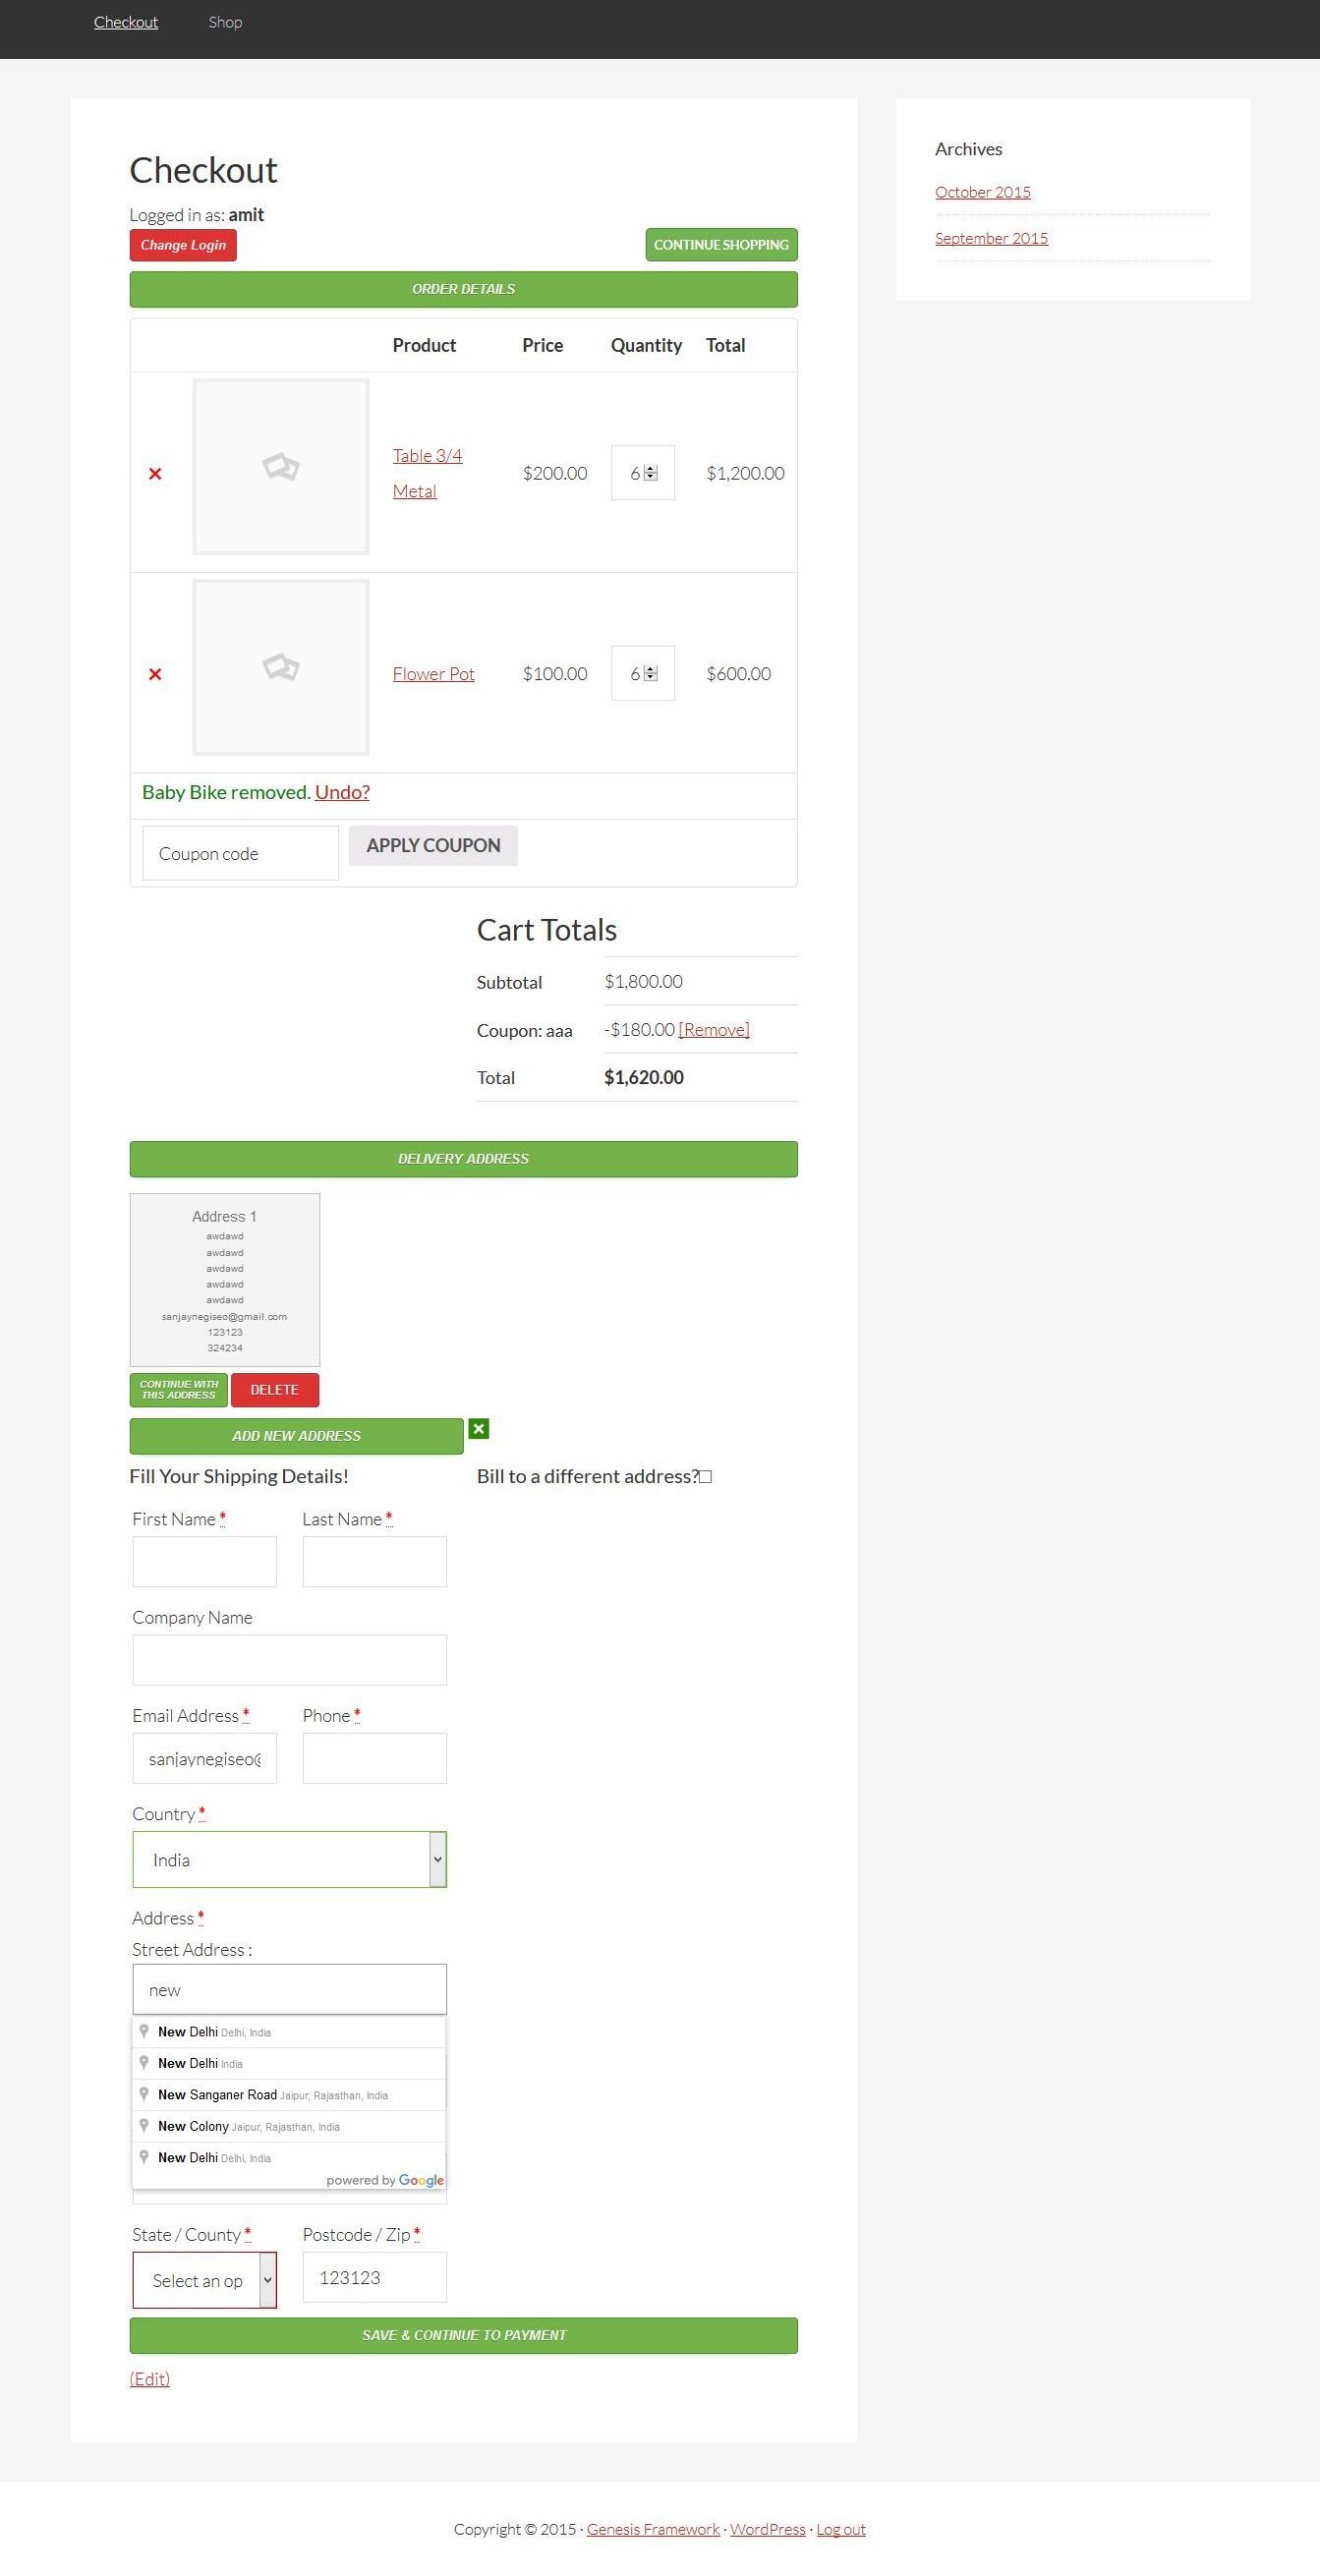 Checkout Shop
Checkout
Archives
October 2015
September 2015
Logged in as: amit
Change Login
CONTINUE SHOPPING
ORDER DETAILS
Product Price Quantity Total
Table 3/4 Metal $200.00 6 $1,200.00
Flower Pot $100.00 6 $600.00
Baby Bike removed. Undo?
Coupon code APPLY COUPON
Cart Totals
Subtotal $1,800.00
Coupon: aaa -$180.00 [Remove]
Total $1,620.00
DELIVERY ADDRESS
Address 1
awdawd
awdawd
awdawd
awdawd
awdawd
sanjaynegiseo@gmail.com
123123
324234
CONTINUE WITH THIS ADDRESS
DELETE
ADD NEW ADDRESS
Fill Your Shipping Details!
Bill to a different address?
First Name * Last Name *
Company Name
Email Address * Phone *
sanjaynegiseo@
Country *
India
Address *
Street Address :
new
New Delhi Delhi, India
New Delhi India
New Sanganer Road Jaipur, Rajasthan, India
New Colony Jaipur, Rajasthan, India
New Delhi Delhi, India
powered by Google
State / County * Postcode / Zip *
Select an op 123123
SAVE & CONTINUE TO PAYMENT
(Edit)
Copyright © 2015 · Genesis Framework · WordPress · Log out